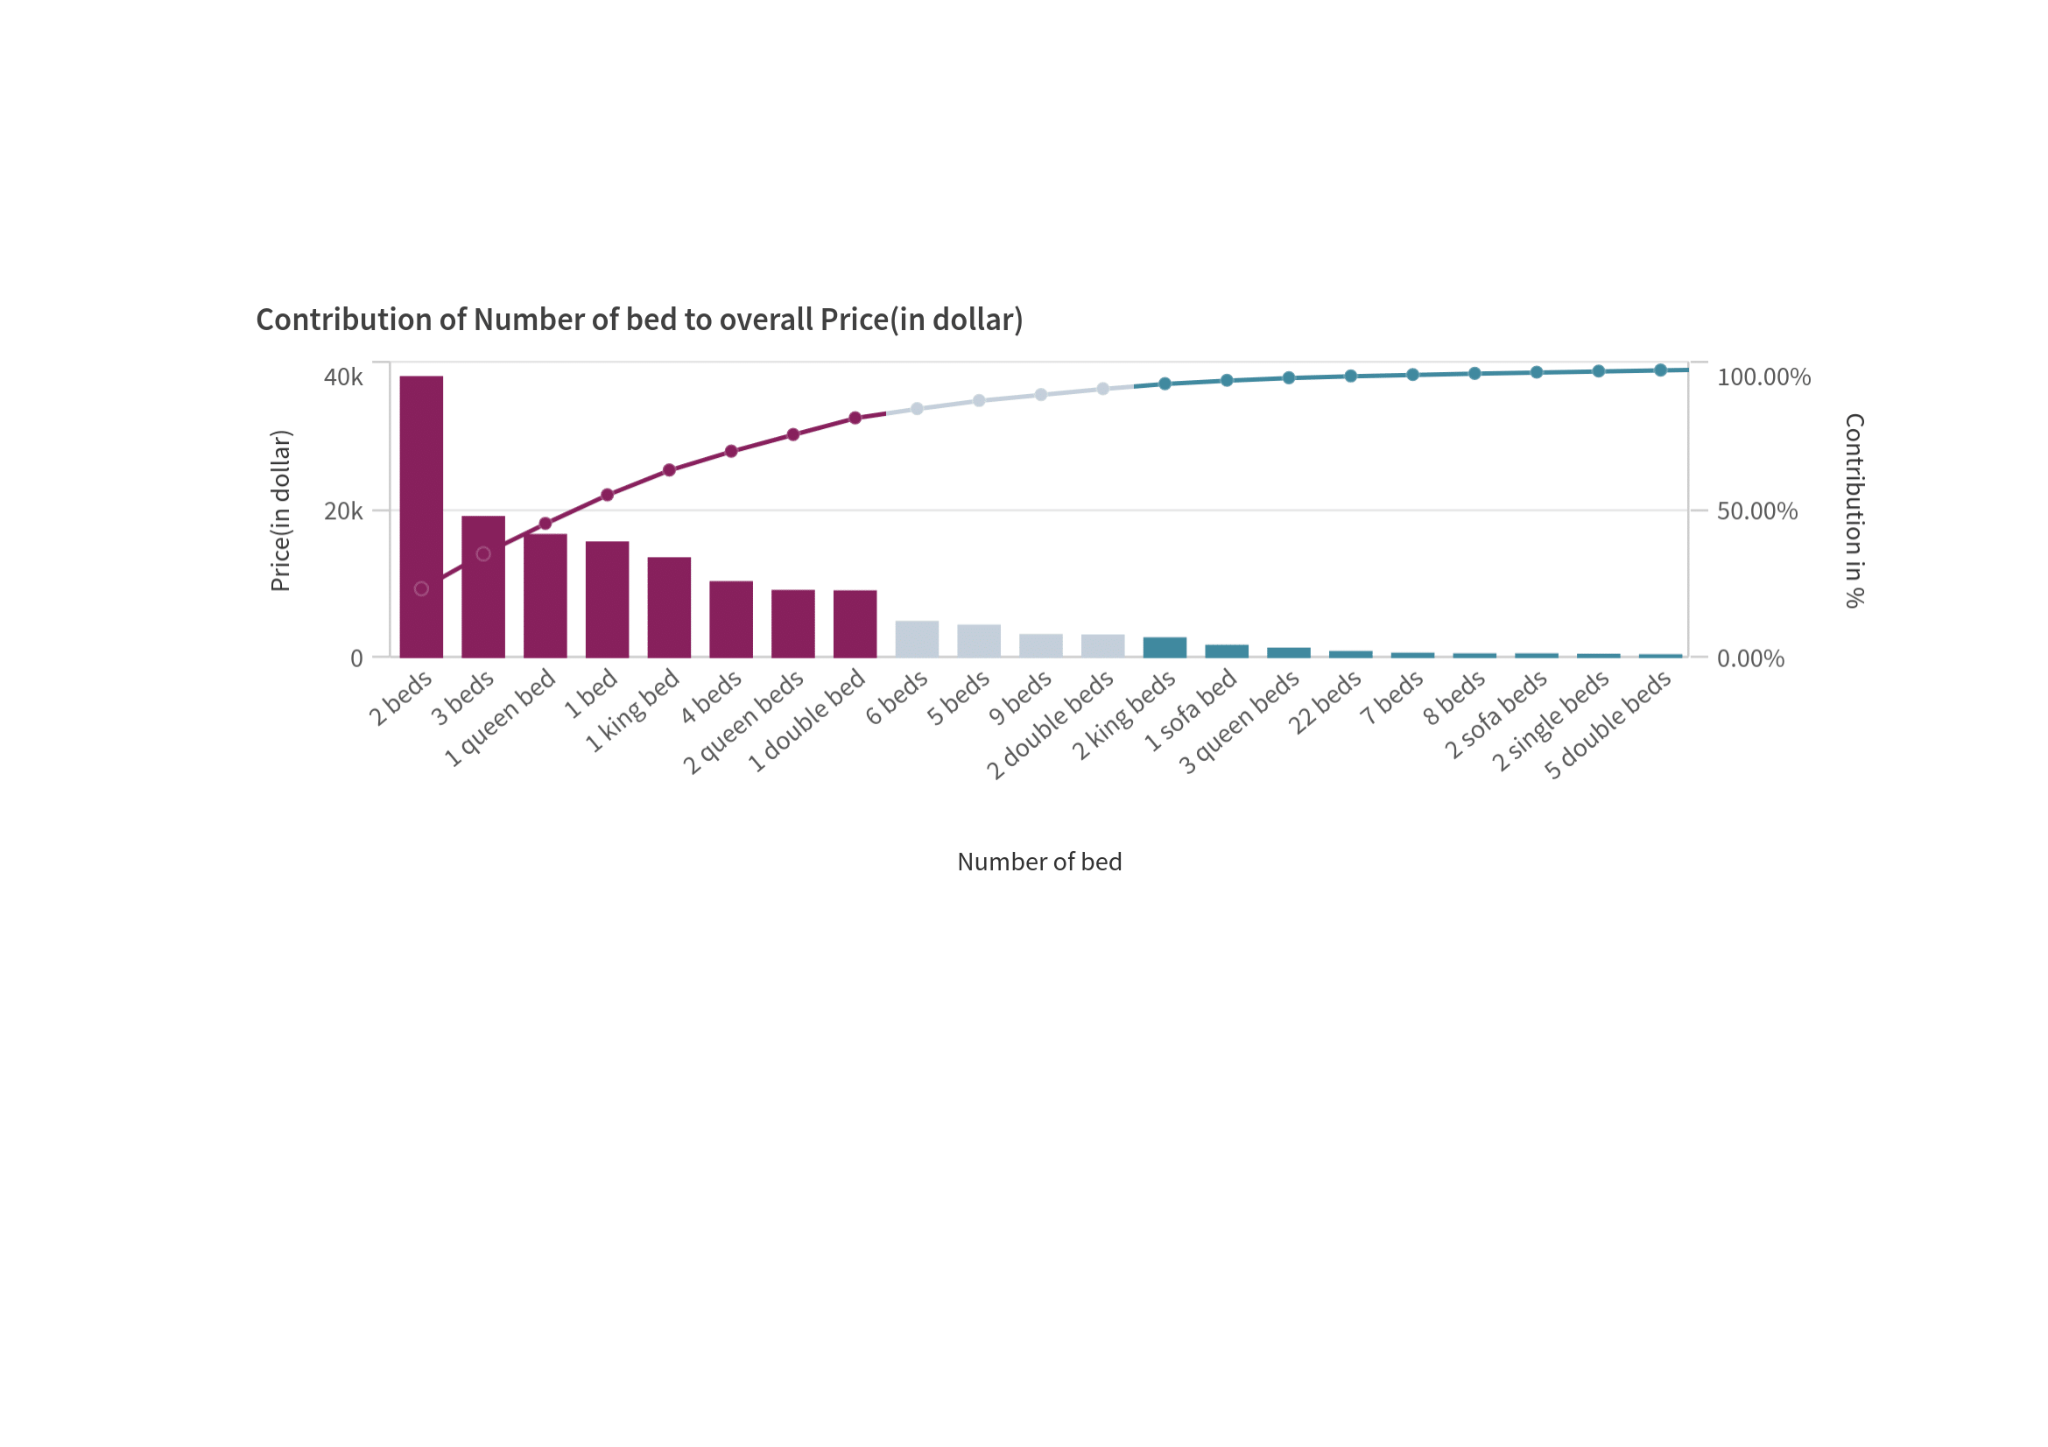 Contribution of Number of bed to overall Price(in dollar)
Price(in dollar)
40k
20k
0
100.00%
50.00%
0.00%
Contribution in %
2 beds
3 beds
1 queen bed
1 bed
1 king bed
4 beds
2 queen beds
1 double bed
6 beds
5 beds
9 beds
2 double beds
2 king beds
1 sofa bed
3 queen beds
22 beds
7 beds
8 beds
2 sofa beds
2 single beds
5 double beds
Number of bed